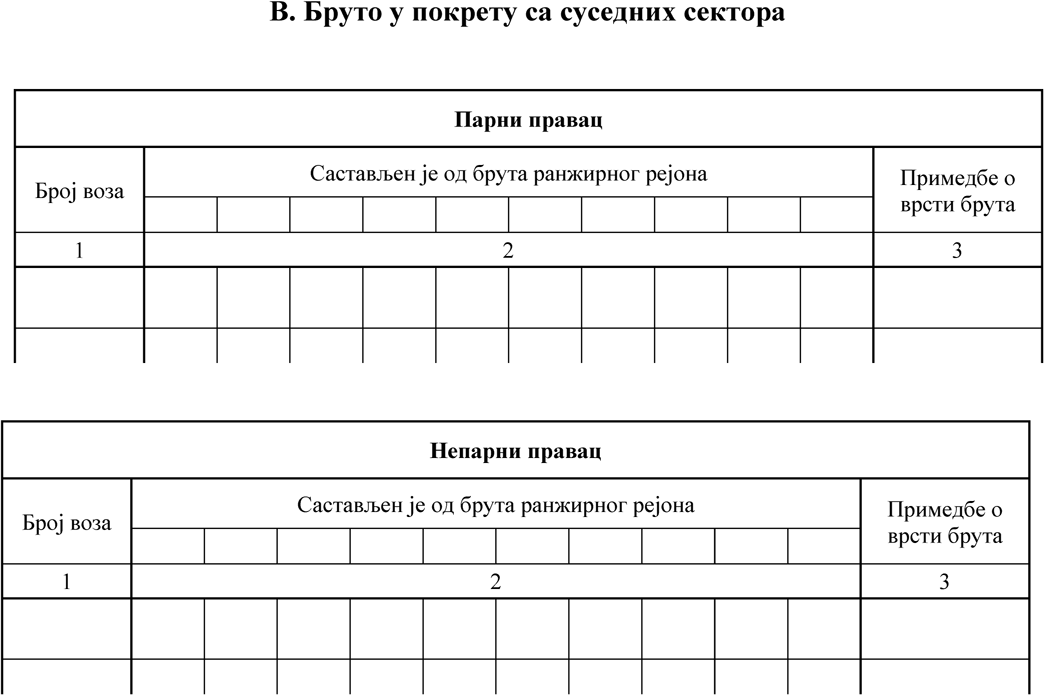 В. Бруто у покрету са суседних сектора
Парни правац
Број воза
Састављен је од брута ранжирног рејона
Примедбе о
врсти брута
1
2
3
Непарни правац
Број воза
Састављен је од брута ранжирног рејона
Примедбе о
врсти брута
1
2
3